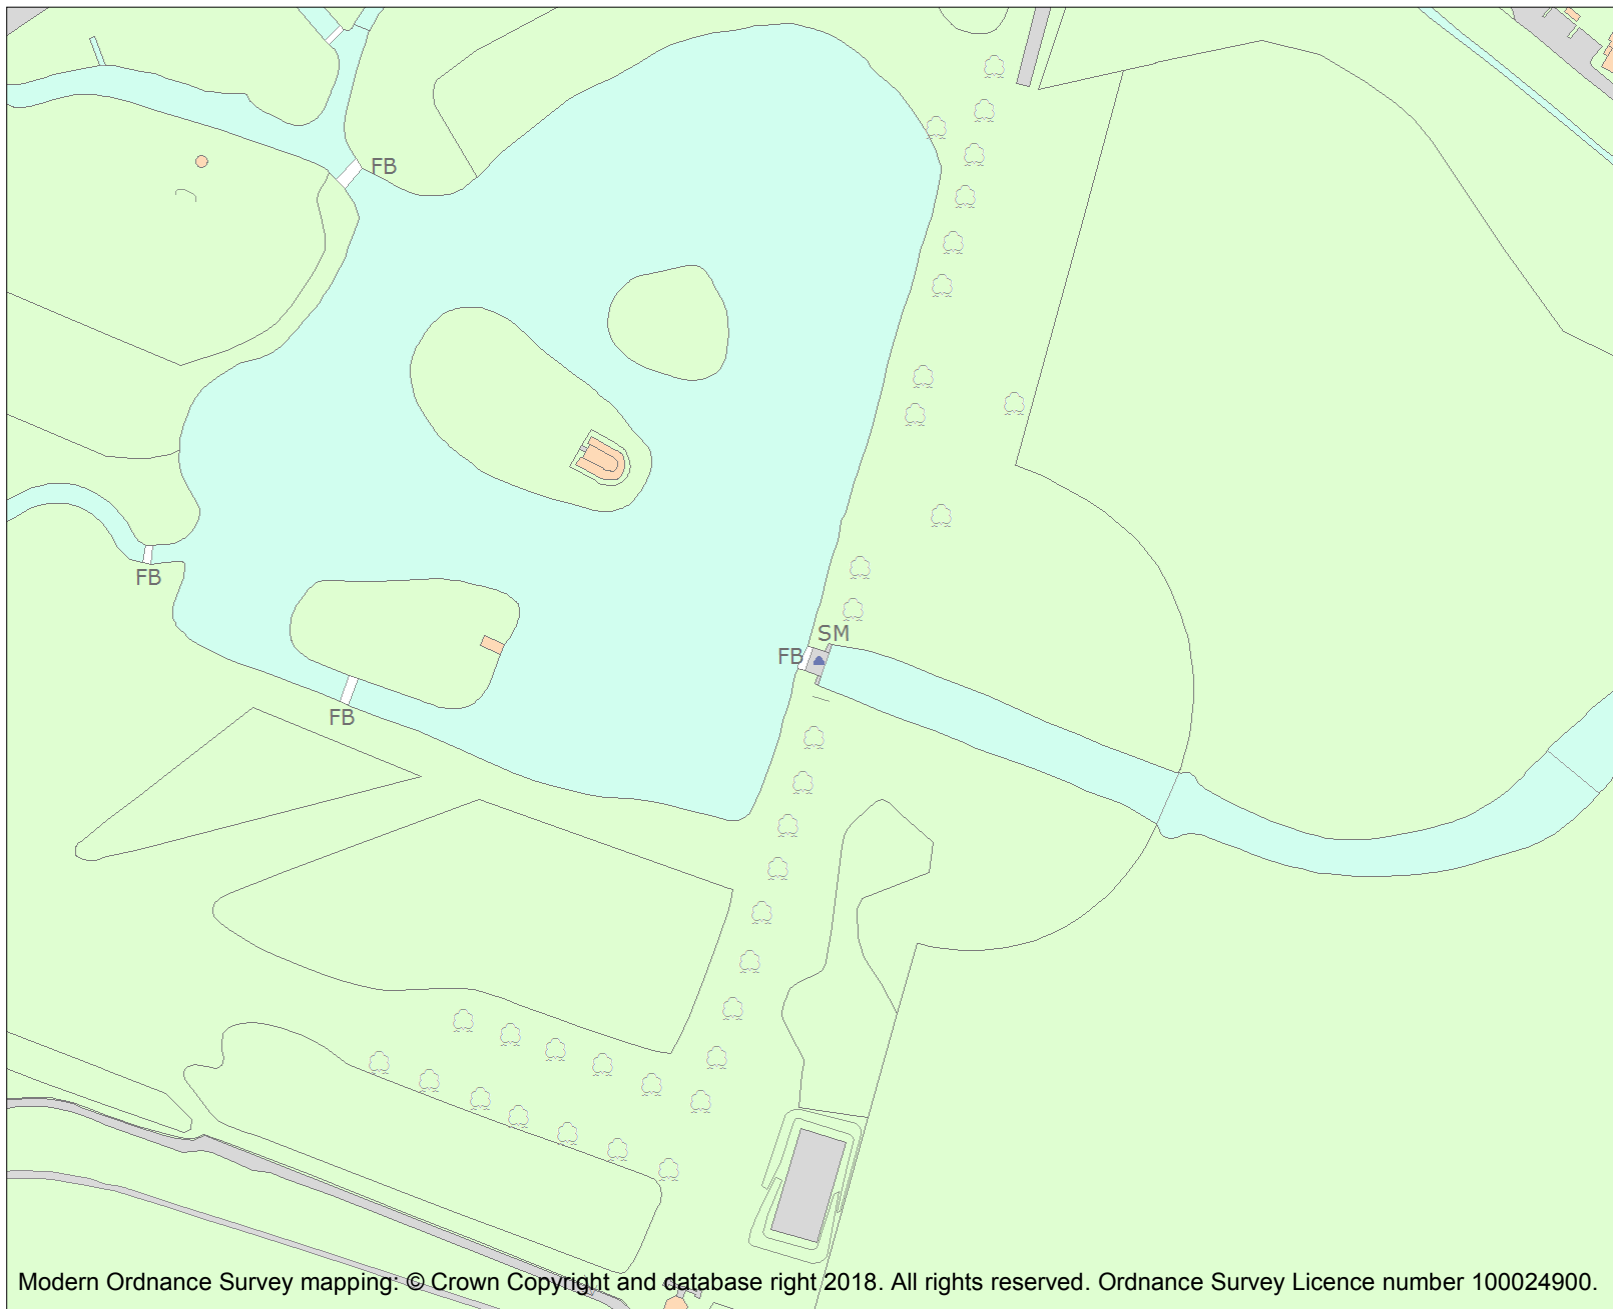 FB
FB
SM
FB
FB
Modern Ordnance Survey mapping: © Crown Copyright and database right 2018. All rights reserved. Ordnance Survey Licence number 100024900.